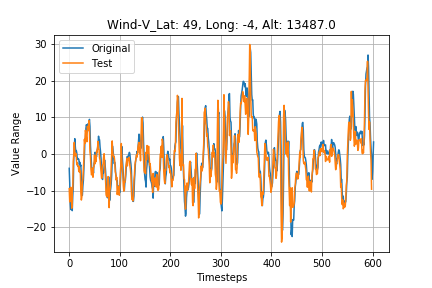 Wind-V_Lat: 49, Long: -4, Alt: 13487.0
Original
Test
30
20
10
0
−10
−20
Value Range
0 100 200 300 400 500 600
Timesteps